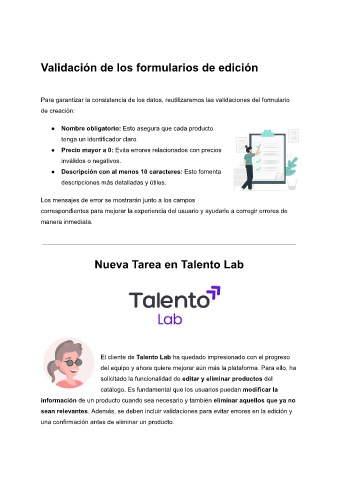 Validación de los formularios de edición
Para garantizar la consistencia de los datos, reutilizaremos las validaciones del formulario
de creación:
● Nombre obligatorio: Esto asegura que cada producto
tenga un identificador claro.
● Precio mayor a 0: Evita errores relacionados con precios
inválidos o negativos.
● Descripción con al menos 10 caracteres: Esto fomenta
descripciones más detalladas y útiles.
Los mensajes de error se mostrarán junto a los campos
correspondientes para mejorar la experiencia del usuario y ayudarle a corregir errores de
manera inmediata.
Nueva Tarea en Talento Lab
Talento
Lab
El cliente de Talento Lab ha quedado impresionado con el progreso
del equipo y ahora quiere mejorar aún más la plataforma. Para ello, ha
solicitado la funcionalidad de editar y eliminar productos del
catálogo. Es fundamental que los usuarios puedan modificar la
información de un producto cuando sea necesario y también eliminar aquellos que ya no
sean relevantes. Además, se deben incluir validaciones para evitar errores en la edición y
una confirmación antes de eliminar un producto.